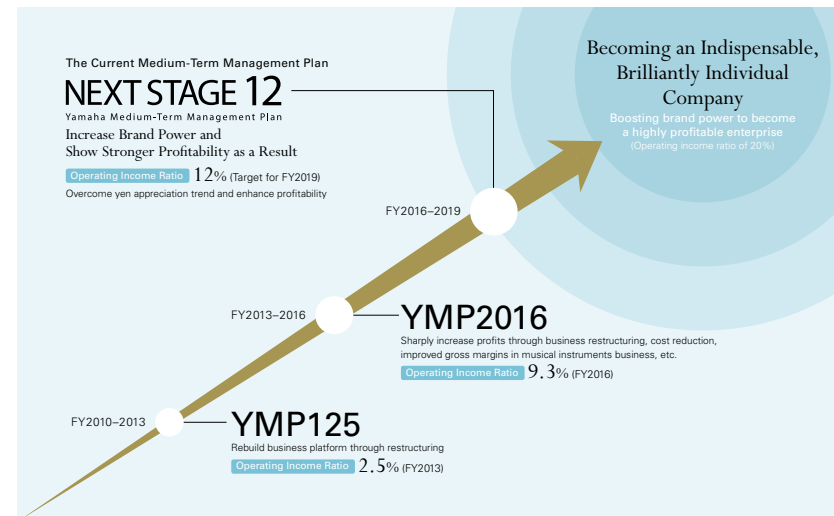 The Current Medium-Term Management Plan
NEXT STAGE 12
Yamaha Medium-Term Management Plan
Increase Brand Power and
Show Stronger Profitability as a Result
Operating Income Ratio 12% (Target for FY2019)
Overcome yen appreciation trend and enhance profitability
Becoming an Indispensable,
Brilliantly Individual
Company
Boosting brand power to become
a highly profitable enterprise
(Operating income ratio of 20%)
FY2016–2019
FY2013–2016
YMP2016
Sharply increase profits through business restructuring, cost reduction,
improved gross margins in musical instruments business, etc.
Operating Income Ratio 9.3% (FY2016)
FY2010–2013
YMP125
Rebuild business platform through restructuring
Operating Income Ratio 2.5% (FY2013)